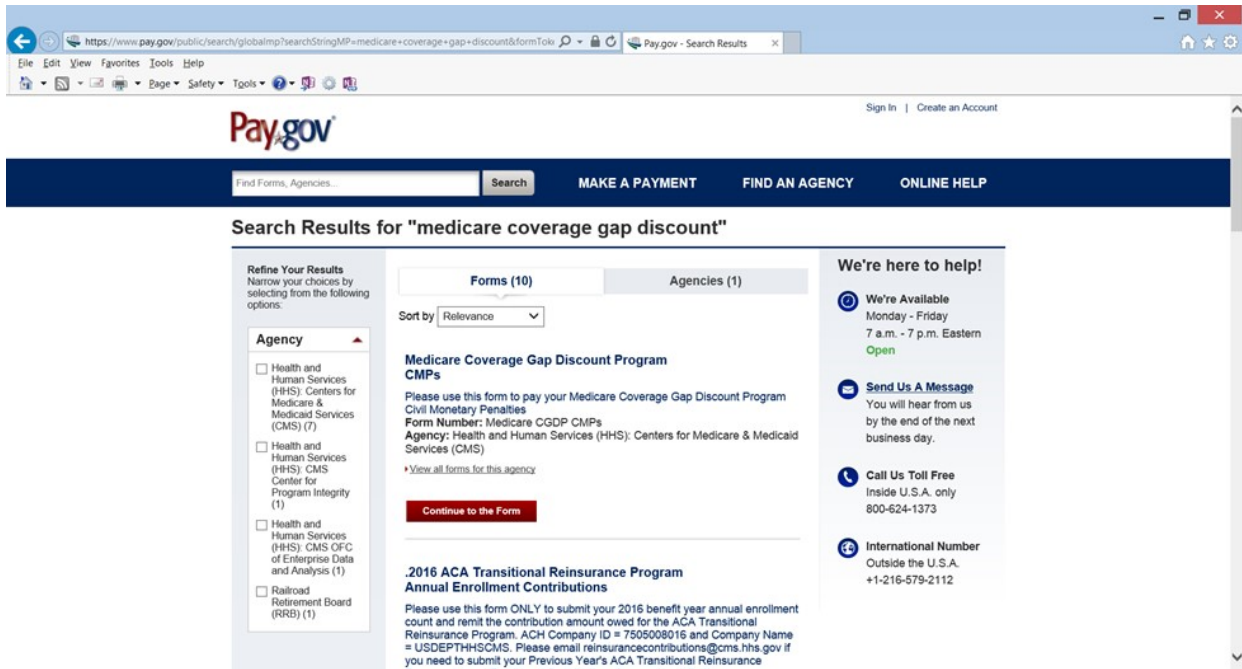 https://www.pay.gov/public/search/globalmp?searchStringMP=medicare+coverage+gap+discount&formToke
Pay.gov - Search Results
File Edit View Favorites Tools Help
Page Safety Tools
Sign In | Create an Account
Pay.gov
Find Forms, Agencies...
Search
MAKE A PAYMENT
FIND AN AGENCY
ONLINE HELP
Search Results for "medicare coverage gap discount"
Refine Your Results
Narrow your choices by
selecting from the following
options:
Agency
Health and
Human Services
(HHS): Centers for
Medicare &
Medicaid Services
(CMS) (7)
Health and
Human Services
(HHS): CMS
Center for
Program Integrity
(1)
Health and
Human Services
(HHS): CMS OFC
of Enterprise Data
and Analysis (1)
Railroad
Retirement Board
(RRB) (1)
Forms (10)
Agencies (1)
Sort by Relevance
Medicare Coverage Gap Discount Program
CMPs
Please use this form to pay your Medicare Coverage Gap Discount Program
Civil Monetary Penalties
Form Number: Medicare CGDP CMPs
Agency: Health and Human Services (HHS): Centers for Medicare & Medicaid
Services (CMS)
View all forms for this agency
Continue to the Form
.2016 ACA Transitional Reinsurance Program
Annual Enrollment Contributions
Please use this form ONLY to submit your 2016 benefit year annual enrollment
count and remit the contribution amount owed for the ACA Transitional
Reinsurance Program. ACH Company ID = 7505008016 and Company Name
= USDEPTHHSCMS. Please email reinsurancecontributions@cms.hhs.gov if
you need to submit your Previous Year's ACA Transitional Reinsurance
We're here to help!
We're Available
Monday - Friday
7 a.m. - 7 p.m. Eastern
Open
Send Us A Message
You will hear from us
by the end of the next
business day.
Call Us Toll Free
Inside U.S.A. only
800-624-1373
International Number
Outside the U.S.A.
+1-216-579-2112